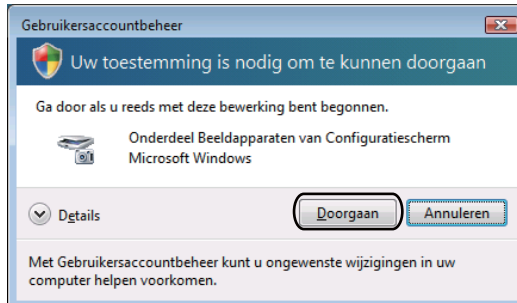 Gebruikersaccountbeheer
Uw toestemming is nodig om te kunnen doorgaan
Ga door als u reeds met deze bewerking bent begonnen.
Onderdeel Beeldapparaten van Configuratiescherm
Microsoft Windows
Details
Doorgaan
Annuleren
Met Gebruikersaccountbeheer kunt u ongewenste wijzigingen in uw
computer helpen voorkomen.